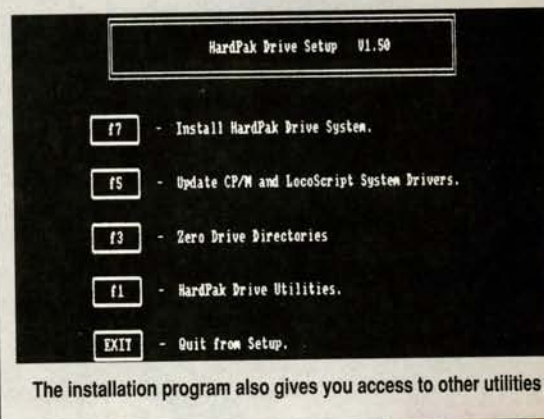 HardPak Drive Setup V1.50
f7 - Install HardPak Drive System.
f5 - Update CP/M and LocoScript System Drivers.
f3 - Zero Drive Directories
f1 - HardPak Drive Utilities.
EXIT - Quit from Setup.
The installation program also gives you access to other utilities